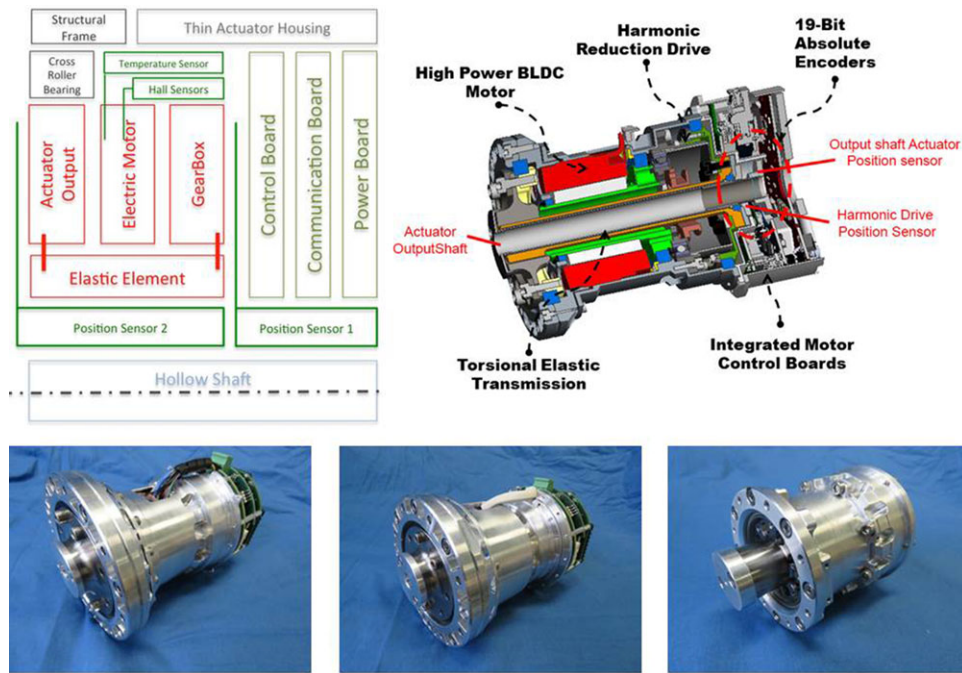 Structural
Frame
Thin Actuator Housing
Cross
Roller
Bearing
Temperature Sensor
Hall Sensors
Actuator
Output
Electric Motor
GearBox
Control Board
Communication Board
Power Board
Elastic Element
Position Sensor 2
Position Sensor 1
Hollow Shaft
Harmonic
Reduction Drive
19-Bit
Absolute
Encoders
High Power BLDC
Motor
Output shaft Actuator
Position sensor
Harmonic Drive
Position Sensor
Actuator
OutputShaft
Torsional Elastic
Transmission
Integrated Motor
Control Boards